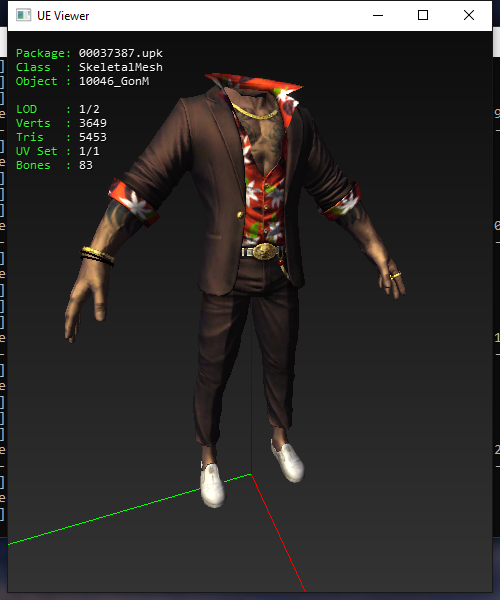 UE Viewer
Package: 00037387.upk
Class  : SkeletalMesh
Object : 10046_GonM
LOD    : 1/2
Verts  : 3649
Tris   : 5453
UV Set : 1/1
Bones  : 83